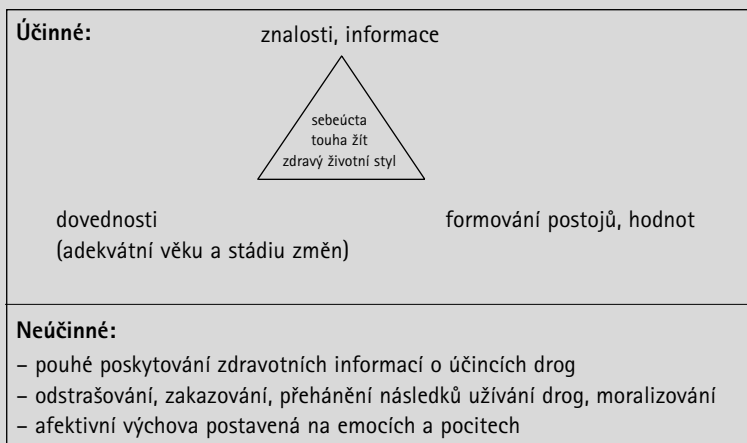 Účinné:
znalosti, informace
sebeúcta
touha žít
zdravý životní styl
dovednosti
(adekvátní věku a stádiu změn)
formování postojů, hodnot
Neúčinné:
– pouhé poskytování zdravotních informací o účincích drog
– odstrašování, zakazování, přehánění následků užívání drog, moralizování
– afektivní výchova postavená na emocích a pocitech